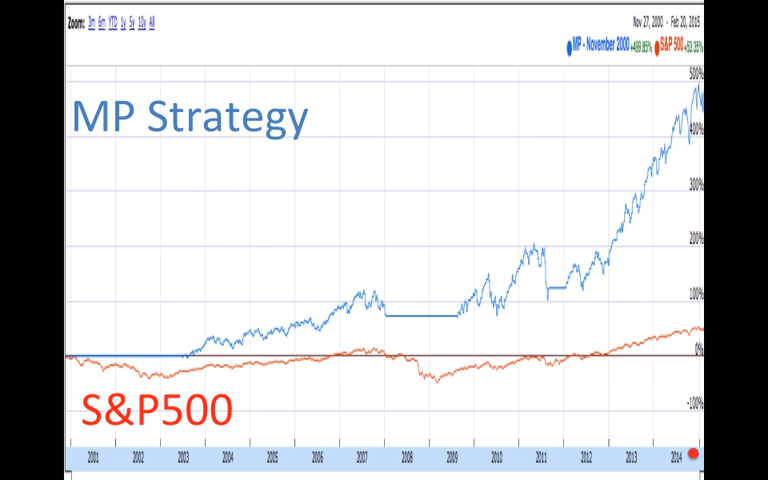 Zoom: 3m 6m YTD 1y 5y 10y All
Nov 27, 2000 - Feb 20, 2015
MP - November 2000 +499.85% S&P 500 +53.35%
500%
MP Strategy
400%
300%
200%
100%
0%
S&P500
-100%
2001 2002 2003 2004 2005 2006 2007 2008 2009 2010 2011 2012 2013 2014